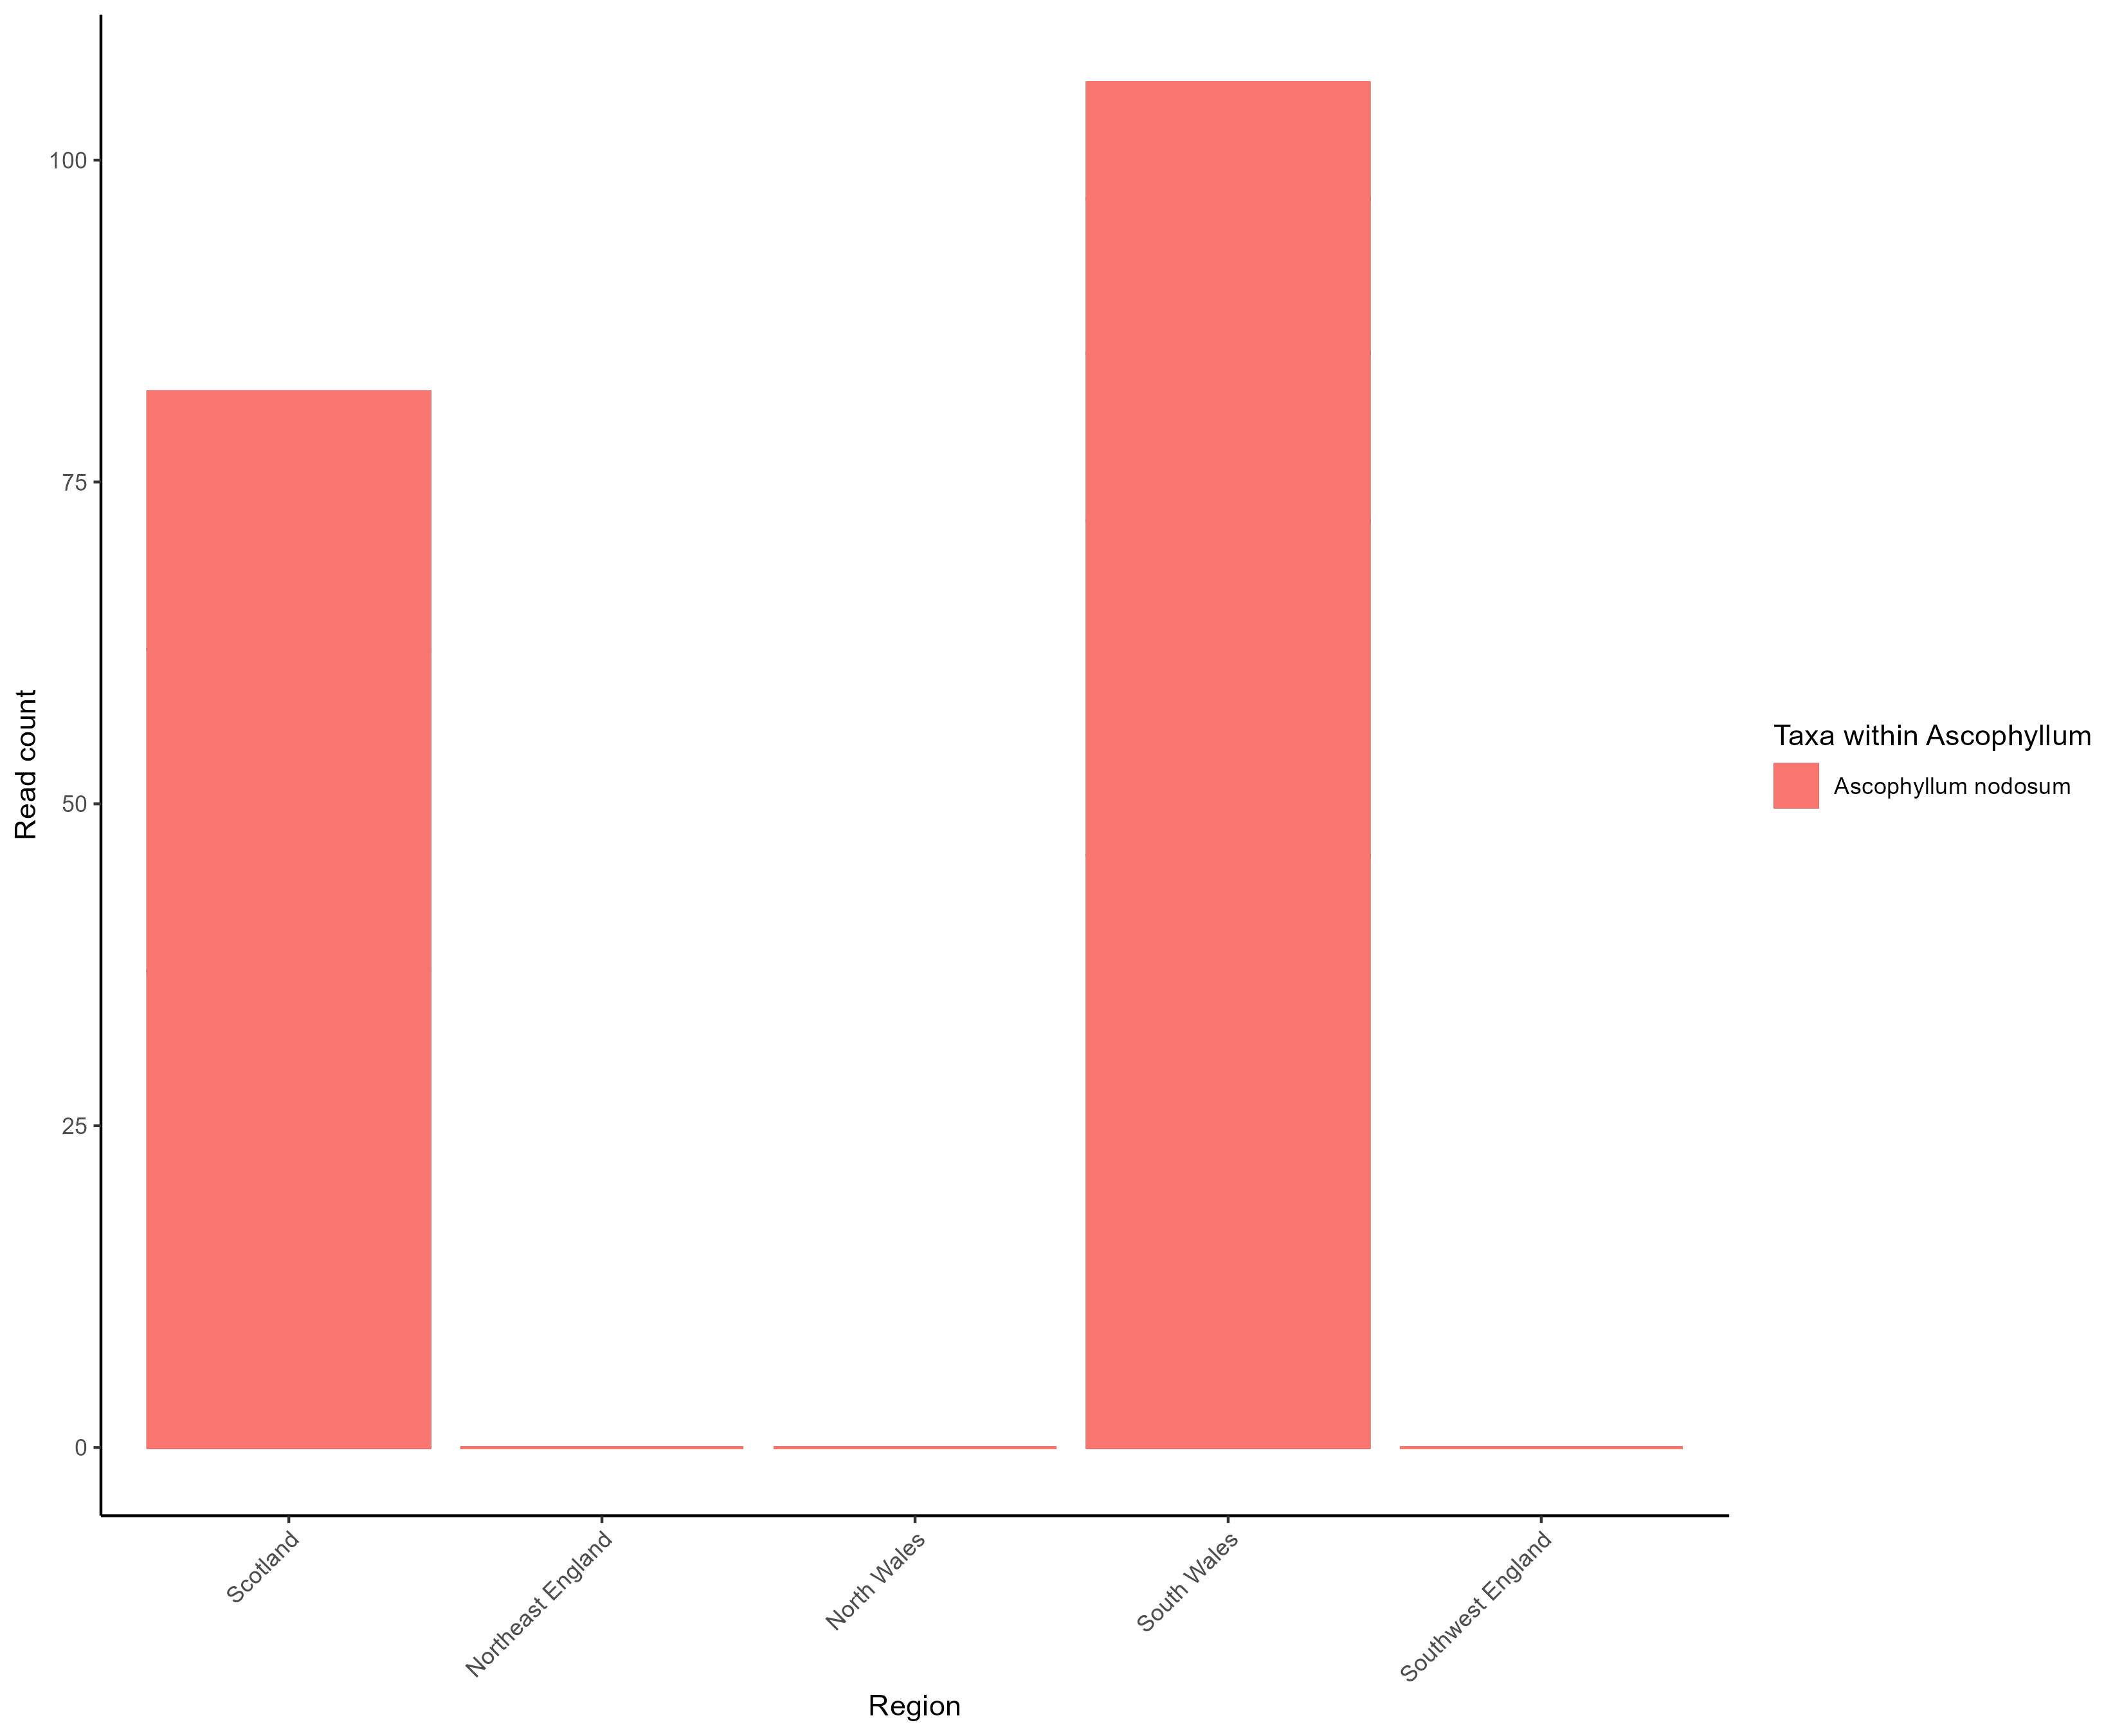 100
75
50
25
0
Read count
Scotland
Northeast England
North Wales
South Wales
Southwest England
Region
Taxa within Ascophyllum
Ascophyllum nodosum